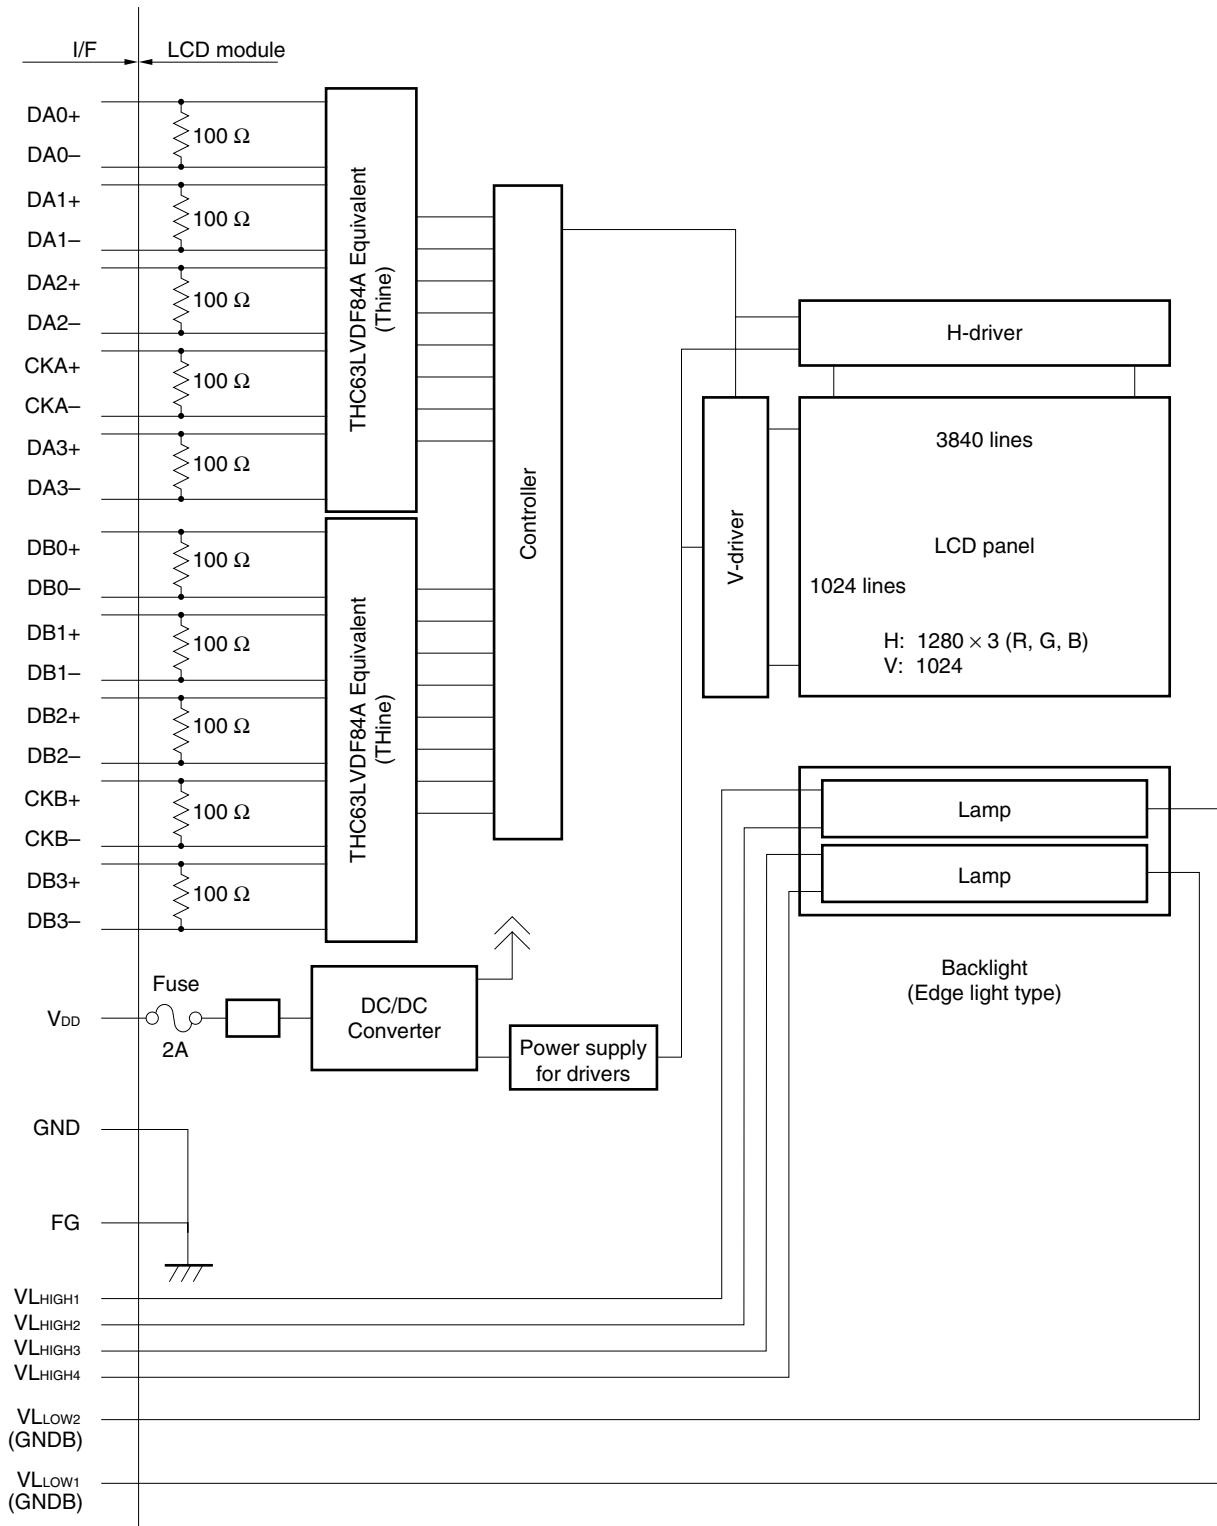 I/F
LCD module
DA0+
100 Ω
DA0–
DA1+
100 Ω
DA1–
DA2+
100 Ω
DA2–
CKA+
100 Ω
CKA–
DA3+
100 Ω
DA3–
DB0+
100 Ω
DB0–
DB1+
100 Ω
DB1–
DB2+
100 Ω
DB2–
CKB+
100 Ω
CKB–
DB3+
100 Ω
DB3–
THC63LVDF84A Equivalent
(Thine)
THC63LVDF84A Equivalent
(THine)
Controller
H-driver
V-driver
3840 lines
LCD panel
1024 lines
H: 1280 × 3 (R, G, B)
V: 1024
Lamp
Lamp
Backlight
(Edge light type)
Fuse
VDD
2A
DC/DC
Converter
Power supply
for drivers
GND
FG
VLHIGH1
VLHIGH2
VLHIGH3
VLHIGH4
VLLOW2
(GNDB)
VLLOW1
(GNDB)